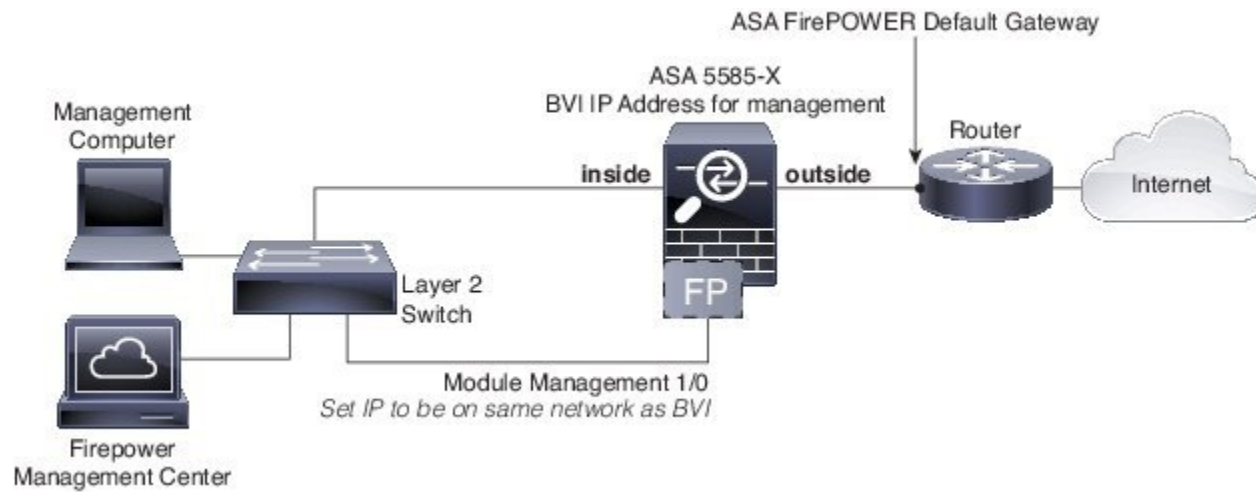 ASA FirePOWER Default Gateway
ASA 5585-X
BVI IP Address for management
Management
Computer
Router
inside
outside
Internet
Layer 2
Switch
FP
Module Management 1/0
Set IP to be on same network as BVI
Firepower
Management Center